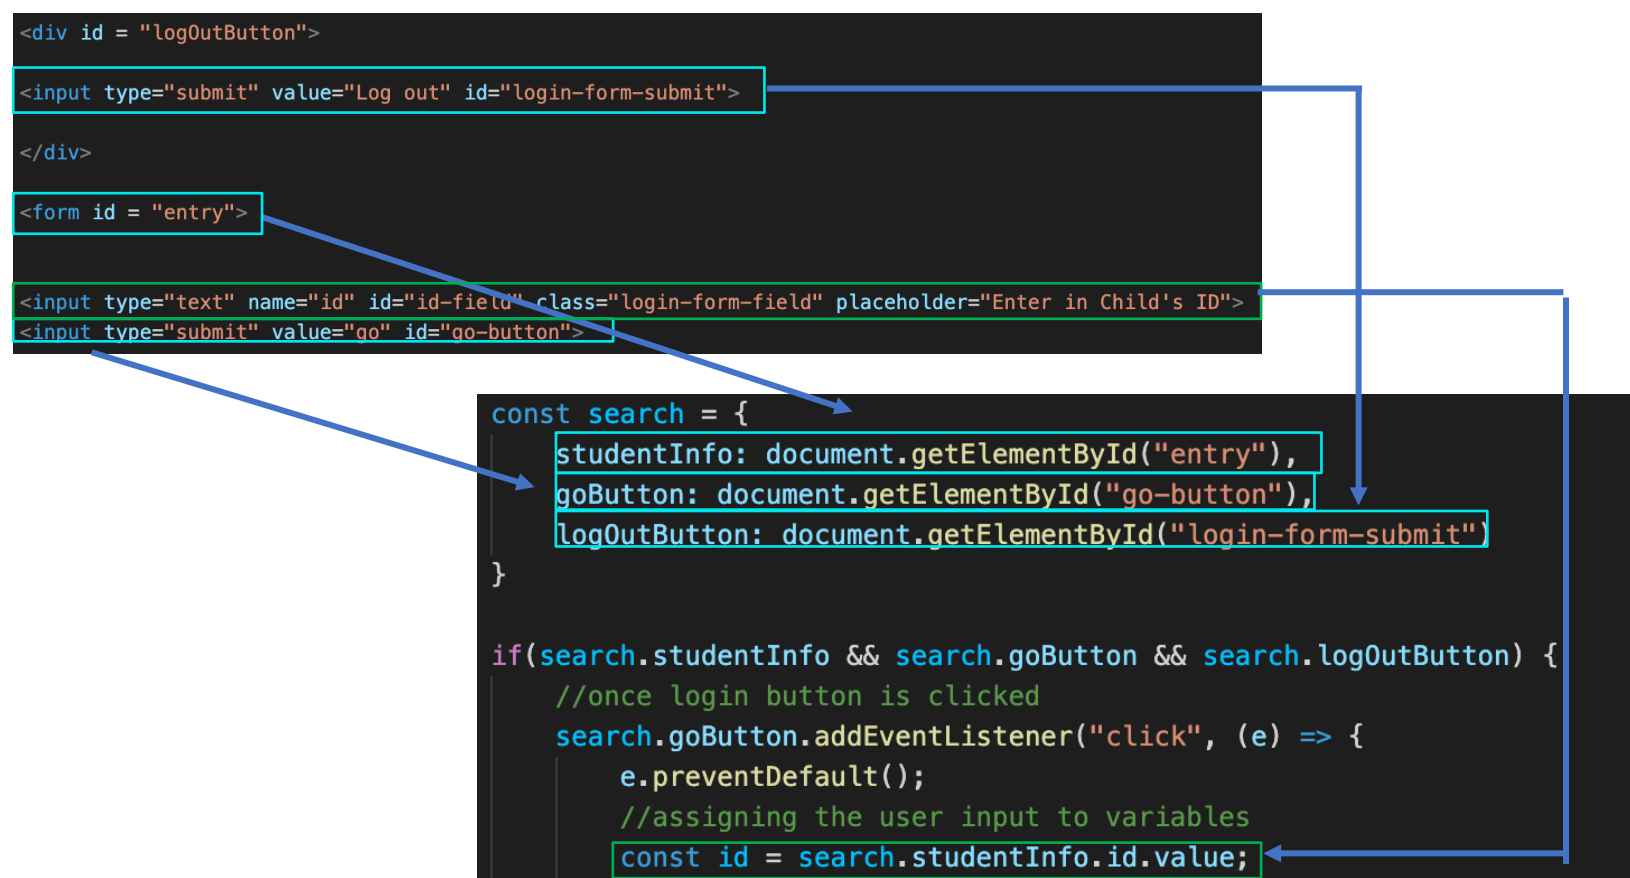 <div id = "logOutButton">
<input type="submit" value="Log out" id="login-form-submit">
</div>
<form id = "entry">
<input type="text" name="id" id="id-field" class="login-form-field" placeholder="Enter in Child's ID">
<input type="submit" value="go" id="go-button">
const search = {
studentInfo: document.getElementById("entry"),
goButton: document.getElementById("go-button"),
logOutButton: document.getElementById("login-form-submit")
}
if(search.studentInfo && search.goButton && search.logOutButton) {
//once login button is clicked
search.goButton.addEventListener("click", (e) => {
e.preventDefault();
//assigning the user input to variables
const id = search.studentInfo.id.value;